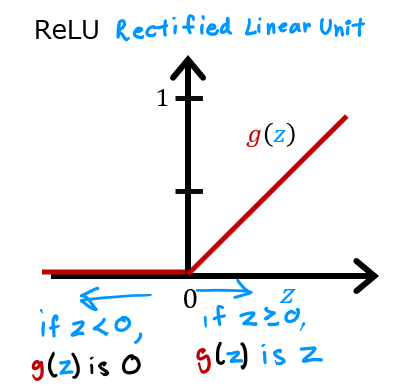 ReLU Rectified Linear Unit
1
g(z)
0
z
if z < 0,
g(z) is 0
if z ≥ 0,
g(z) is z